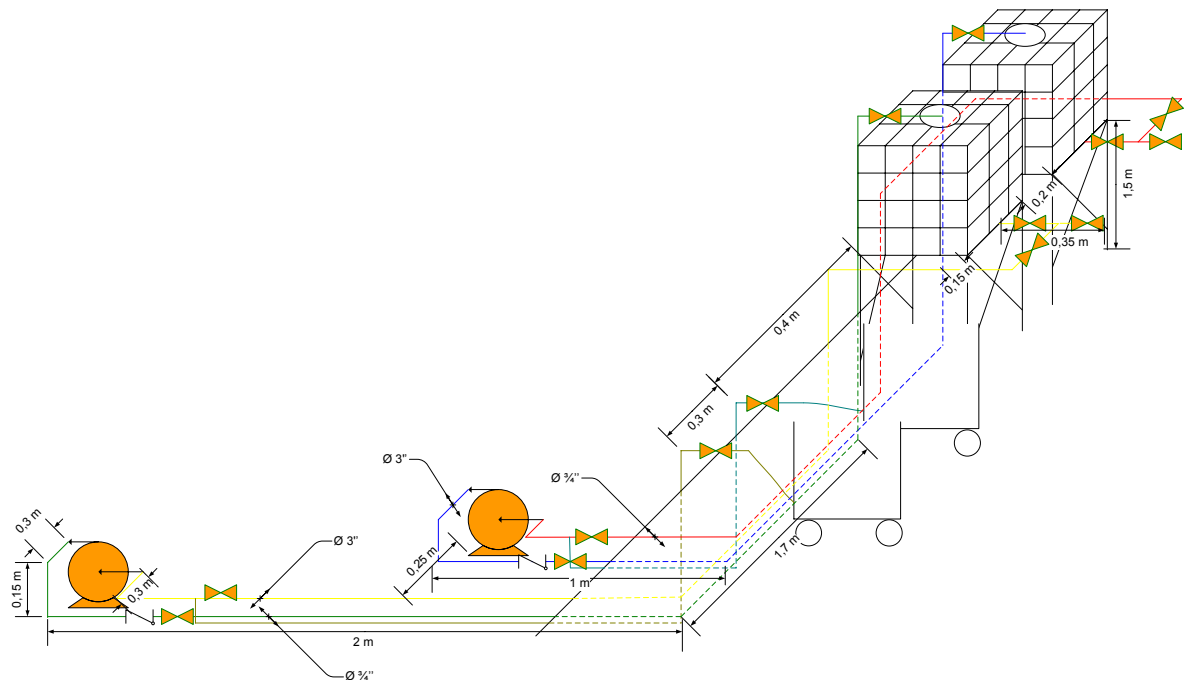 0,2 m
1,5 m
0,35 m
0,15 m
0,4 m
0,3 m
Ø 3"
Ø ¾''
0,3 m
0,25 m
1,7 m
Ø 3"
1 m
0,15 m
0,3 m
2 m
Ø ¾''